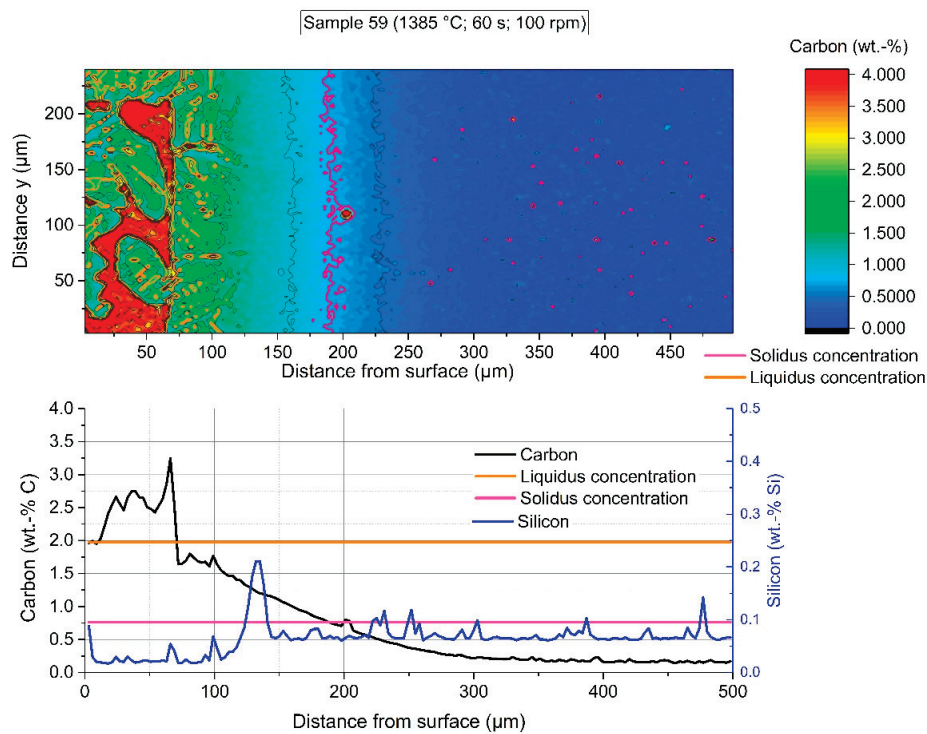 Sample 59 (1385 °C; 60 s; 100 rpm)
Carbon (wt.-%)
4.000
3.500
3.000
2.500
2.000
1.500
1.000
0.5000
0.000
Distance y (µm)
200
150
100
50
50 100 150 200 250 300 350 400 450
Distance from surface (µm)
Solidus concentration
Liquidus concentration
Carbon (wt.-% C)
4.0
3.5
3.0
2.5
2.0
1.5
1.0
0.5
0.0
Carbon
Liquidus concentration
Solidus concentration
Silicon
0.5
0.4
0.3
0.2
0.1
0.0
Silicon (wt.-% Si)
0 100 200 300 400 500
Distance from surface (µm)